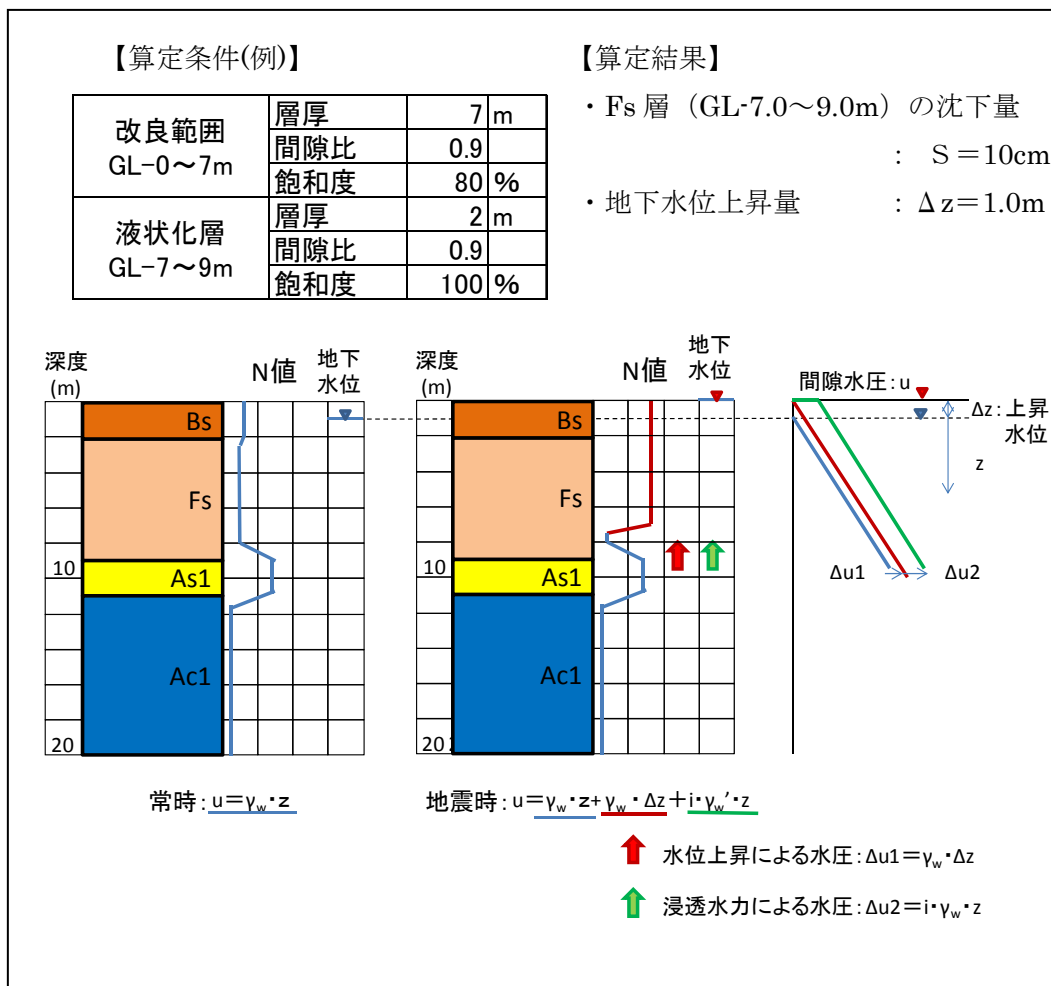 【算定条件(例)】
改良範囲
GL-0～7m
層厚 7 m
間隙比 0.9
飽和度 80 %
液状化層
GL-7～9m
層厚 2 m
間隙比 0.9
飽和度 100 %
【算定結果】
・Fs 層（GL-7.0～9.0m）の沈下量
： S＝10cm
・地下水位上昇量 ：Δz＝1.0m
深度
(m)
N値
地下
水位
Bs
Fs
10
As1
Ac1
20
深度
(m)
N値
地下
水位
Bs
Fs
10
As1
Ac1
20
間隙水圧：u
Δz：上昇
水位
z
Δu1
Δu2
常時：u＝γw・z
地震時：u＝γw・z+γw・Δz＋i・γw'・z
水位上昇による水圧：Δu1＝γw・Δz
浸透水力による水圧：Δu2＝i・γw・z